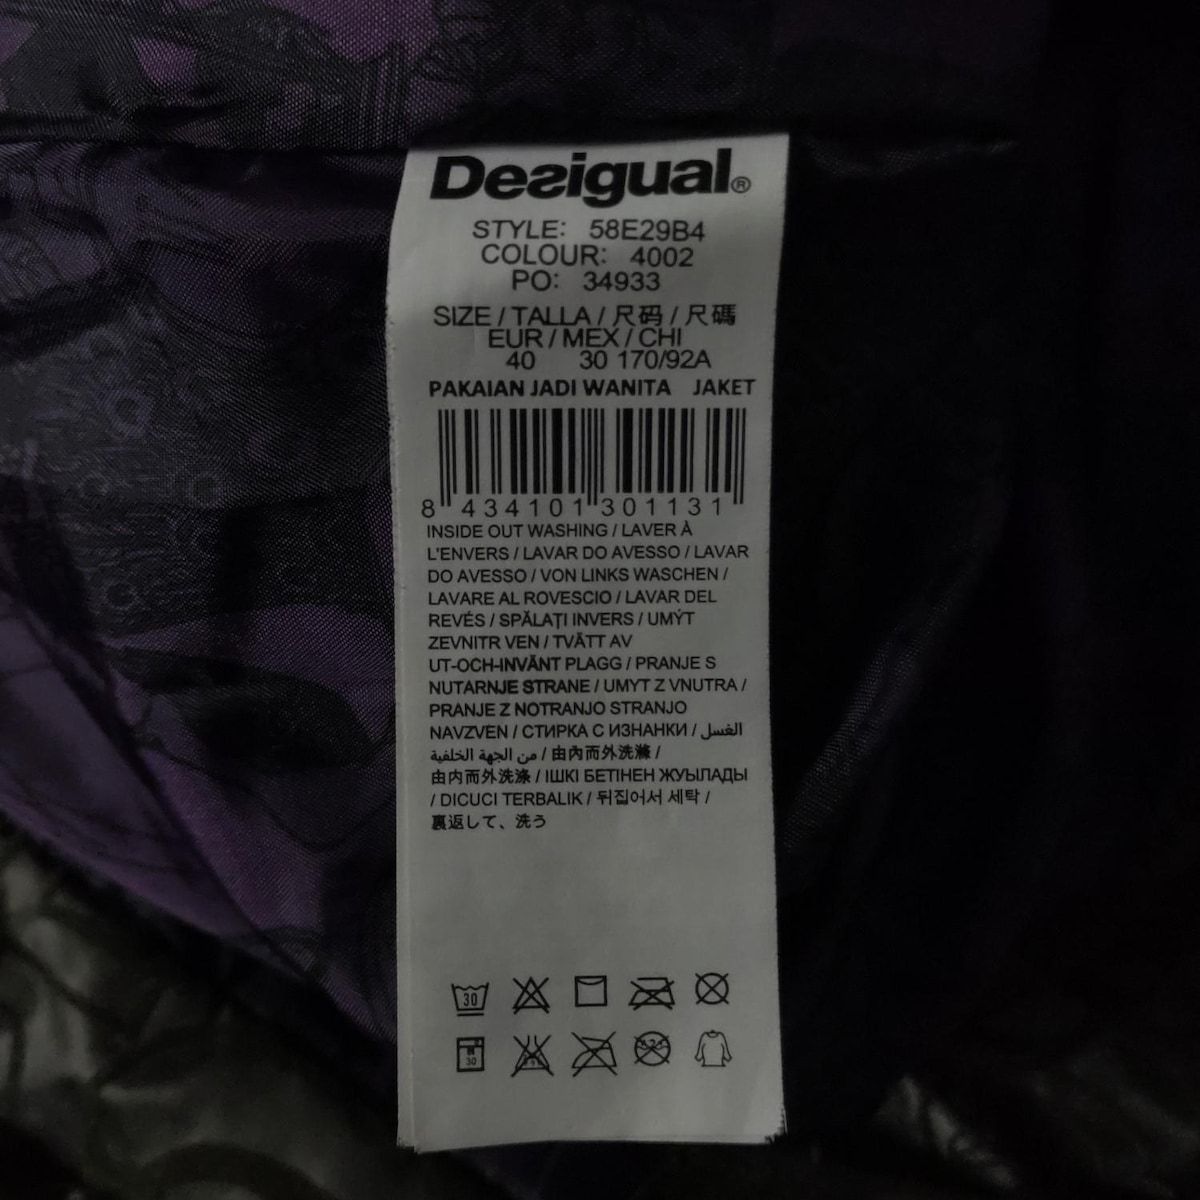 Desigual®
STYLE: 58E29B4
COLOUR: 4002
PO: 34933
SIZE / TALLA / 尺码 / 尺碼
EUR / MEX / CHI
40 30 170/92A
PAKAIAN JADI WANITA JAKET
8 434101 301131
INSIDE OUT WASHING / LAVER À
L'ENVERS / LAVAR DO AVESSO / LAVAR
DO AVESSO / VON LINKS WASCHEN /
LAVARE AL ROVESCIO / LAVAR DEL
REVÉS / SPĂLAȚI INVERS / UMÝT
ZEVNITR VEN / TVÄTT AV
UT-OCH-INVÄNT PLAGG / PRANJE S
NUTARNJE STRANE / UMYT Z VNUTRA /
PRANJE Z NOTRANJO STRANJO
NAVZVEN / СТИРКА С ИЗНАНКИ / الغسل
من الجهة الخلفية / 由內而外洗滌 /
由内而外洗涤 / ІШКІ БЕТІНЕН ЖУЫЛАДЫ
/ DICUCI TERBALIK / 뒤집어서 세탁 /
裏返して、洗う
30
30